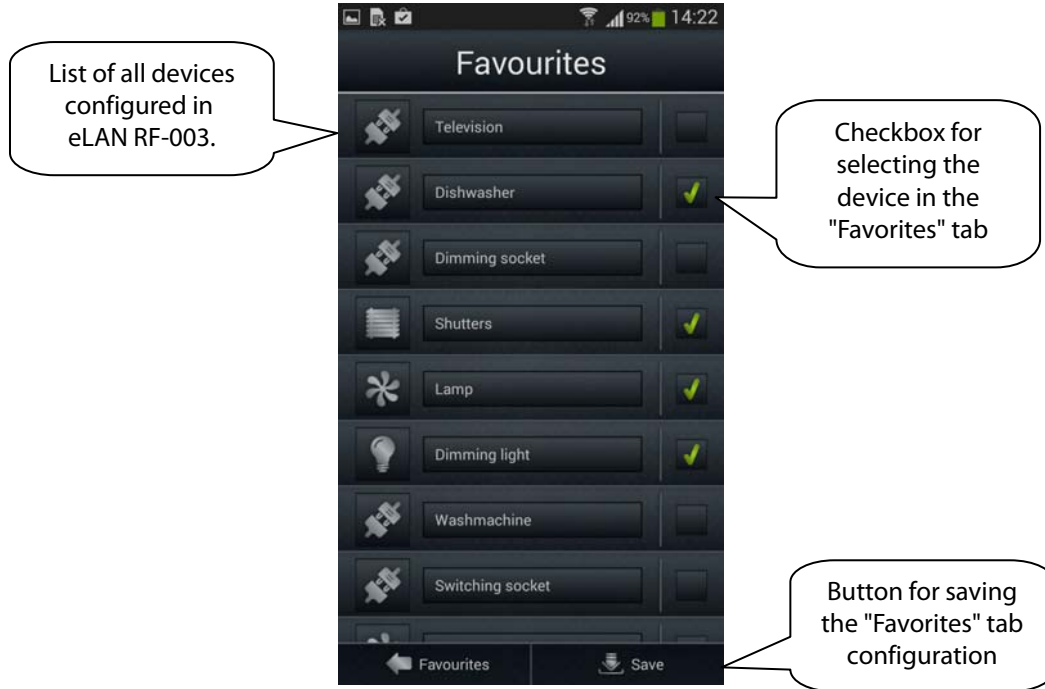 92% 14:22
Favourites
List of all devices
configured in
eLAN RF-003.
Television
Dishwasher
Checkbox for
selecting the
device in the
"Favorites" tab
Dimming socket
Shutters
Lamp
Dimming light
Washmachine
Switching socket
Favourites
Save
Button for saving
the "Favorites" tab
configuration